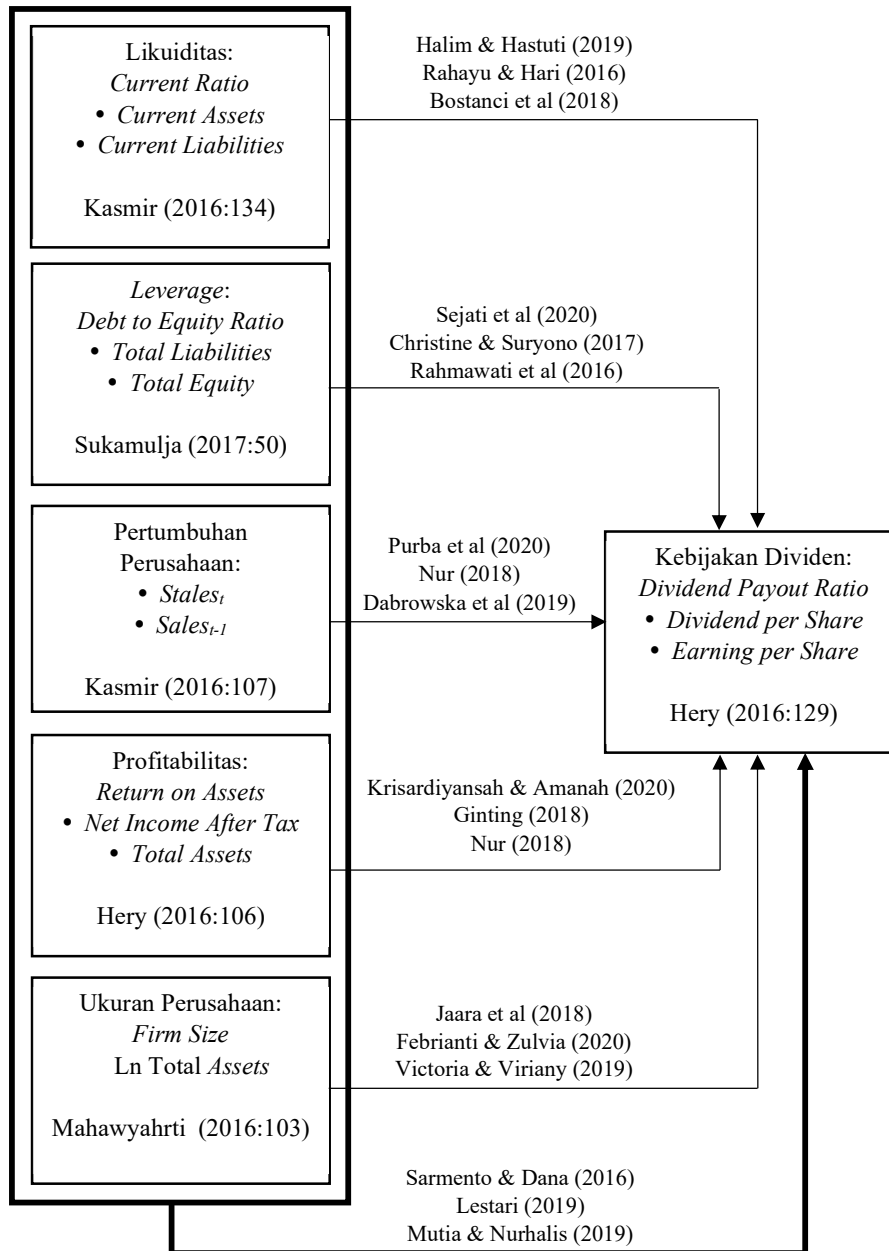 Likuiditas:
Current Ratio
• Current Assets
• Current Liabilities
Kasmir (2016:134)
Halim & Hastuti (2019)
Rahayu & Hari (2016)
Bostanci et al (2018)
Leverage:
Debt to Equity Ratio
• Total Liabilities
• Total Equity
Sukamulja (2017:50)
Sejati et al (2020)
Christine & Suryono (2017)
Rahmawati et al (2016)
Pertumbuhan
Perusahaan:
• Stalesₜ
• Salesₜ₋₁
Kasmir (2016:107)
Purba et al (2020)
Nur (2018)
Dabrowska et al (2019)
Kebijakan Dividen:
Dividend Payout Ratio
• Dividend per Share
• Earning per Share
Hery (2016:129)
Profitabilitas:
Return on Assets
• Net Income After Tax
• Total Assets
Hery (2016:106)
Krisardiyansah & Amanah (2020)
Ginting (2018)
Nur (2018)
Ukuran Perusahaan:
Firm Size
Ln Total Assets
Mahawyahrti (2016:103)
Jaara et al (2018)
Febrianti & Zulvia (2020)
Victoria & Viriany (2019)
Sarmento & Dana (2016)
Lestari (2019)
Mutia & Nurhalis (2019)